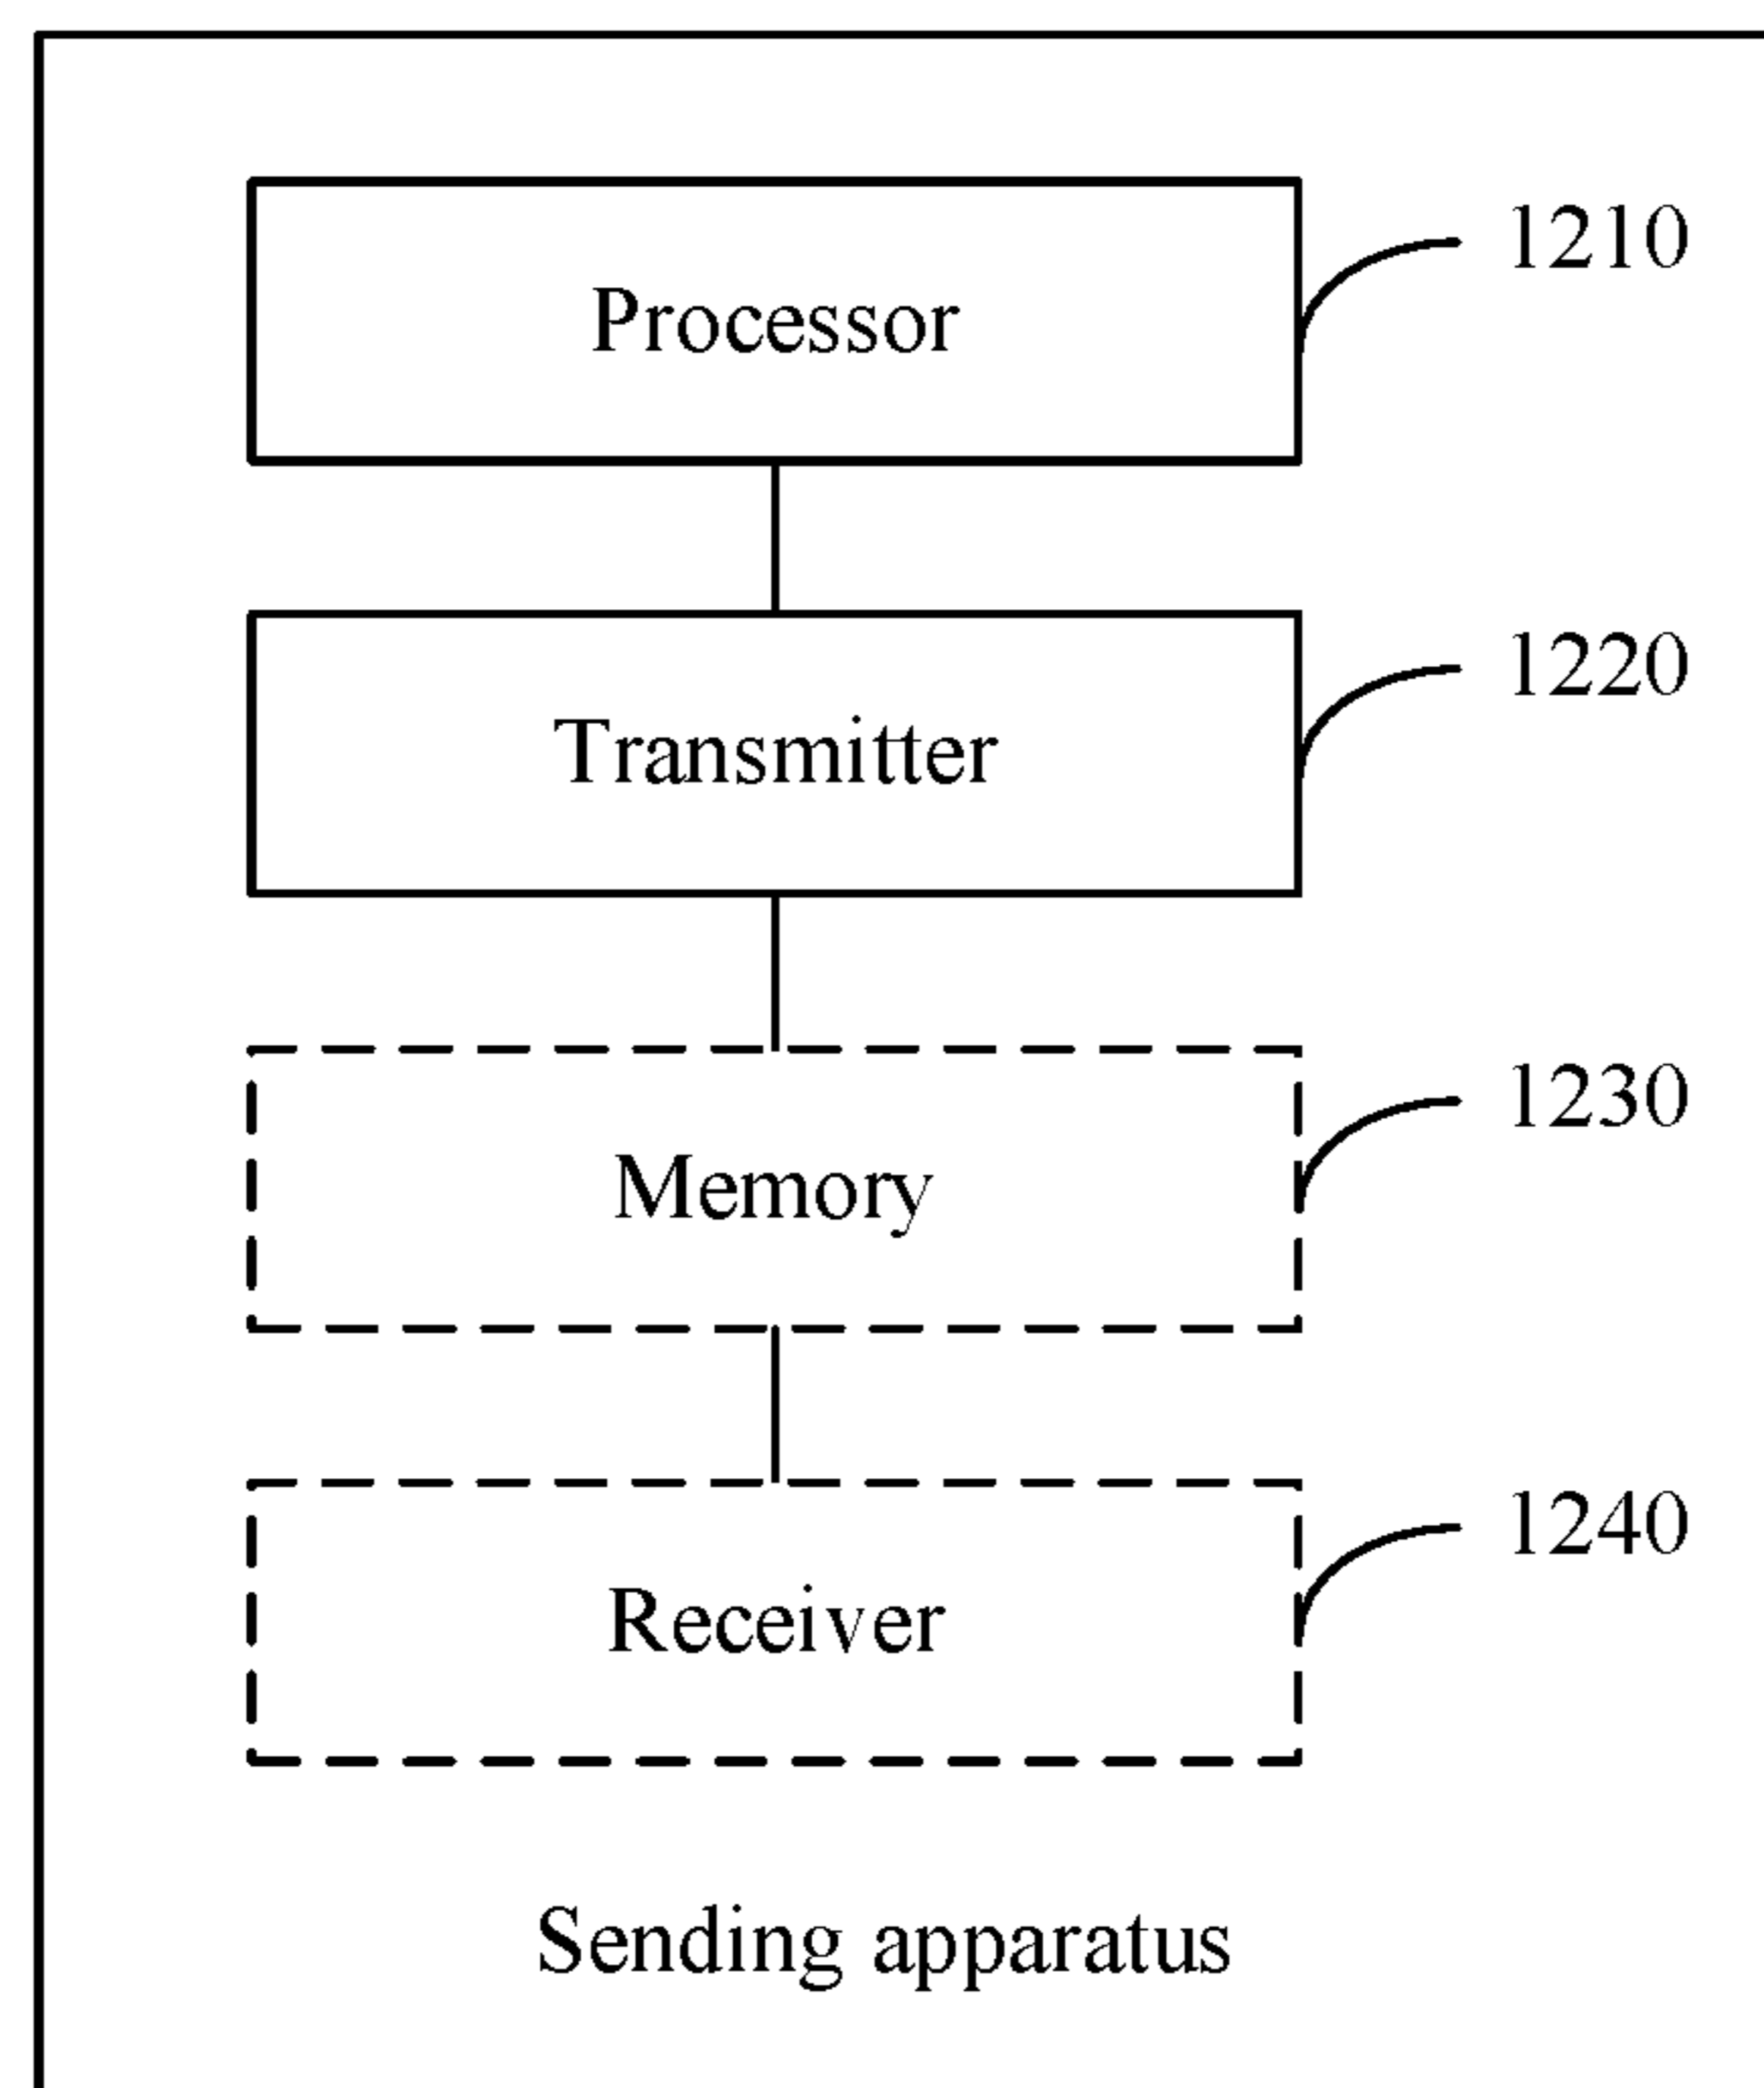 Processor
1210
Transmitter
1220
Memory
1230
Receiver
1240
Sending apparatus